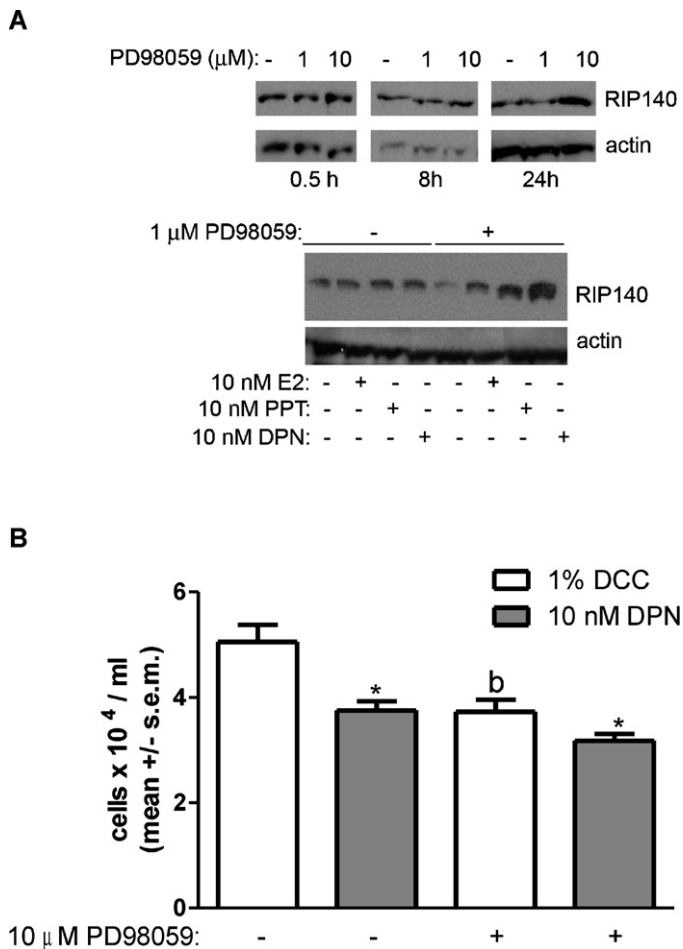 A
PD98059 (μM): - 1 10 - 1 10 - 1 10
RIP140
actin
0.5 h 8h 24h
1 μM PD98059: - +
RIP140
actin
10 nM E2: - + - - - + - -
10 nM PPT: - - + - - - + -
10 nM DPN: - - - + - - - +
B
1% DCC
10 nM DPN
cells x 10 4 / ml
(mean +/- s.e.m.)
6
4
2
0
* b *
10 μM PD98059: - - + +